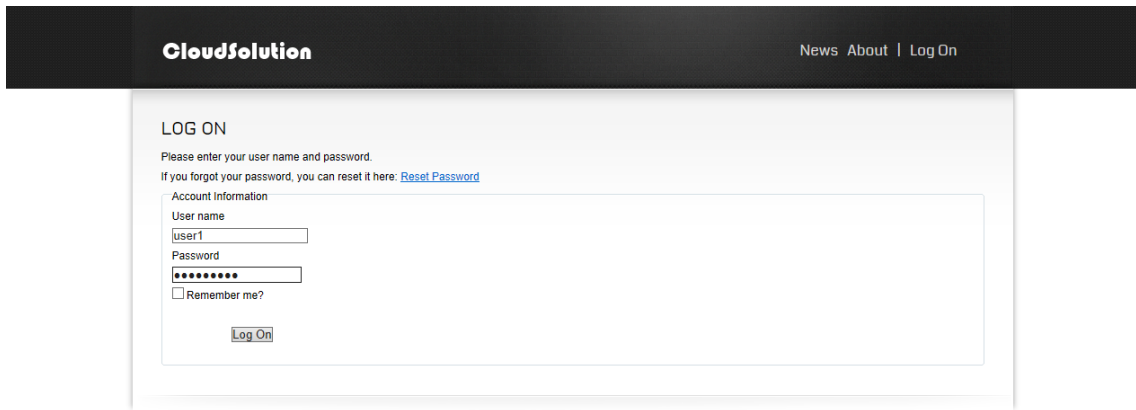 CloudSolution
News About | Log On
LOG ON
Please enter your user name and password.
If you forgot your password, you can reset it here: Reset Password
Account Information
User name
user1
Password
●●●●●●●●●
Remember me?
Log On